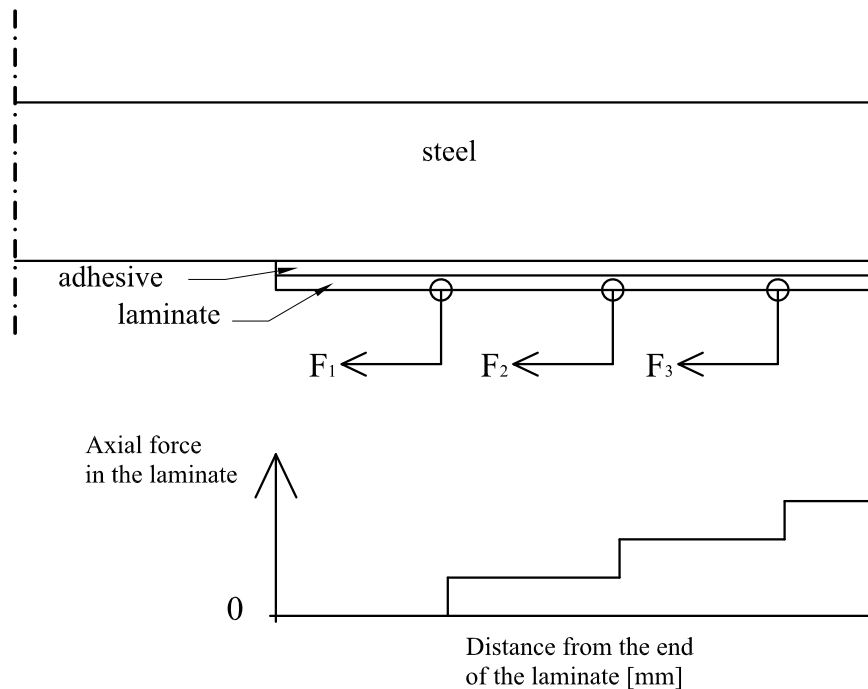 steel
adhesive
laminate
F1 F2 F3
Axial force
in the laminate
0
Distance from the end
of the laminate [mm]